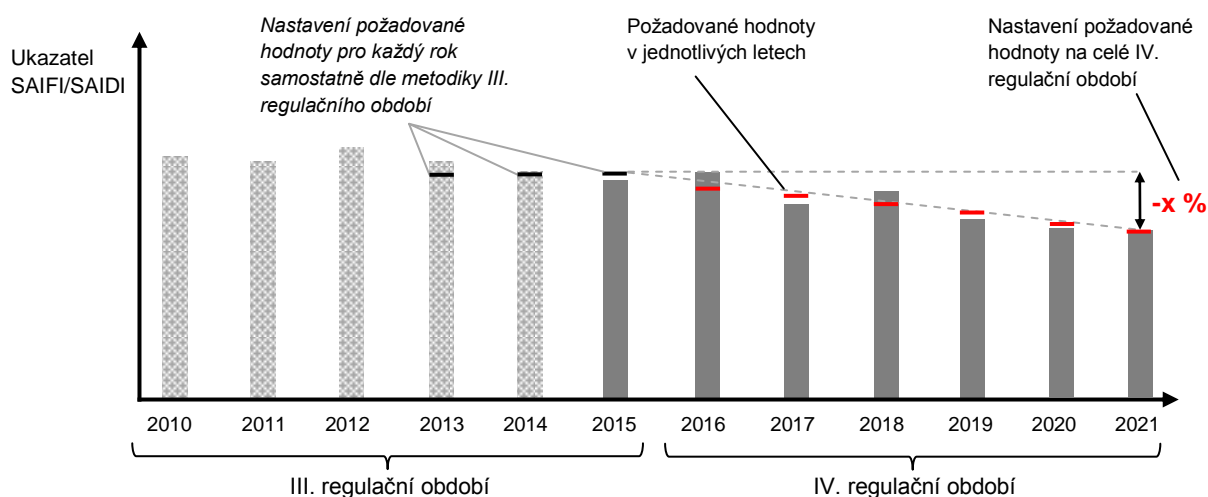 Ukazatel
SAIFI/SAIDI
Nastavení požadované
hodnoty pro každý rok
samostatně dle metodiky III.
regulačního období
Požadované hodnoty
v jednotlivých letech
Nastavení požadované
hodnoty na celé IV.
regulační období
-x %
2010 2011 2012 2013 2014 2015 2016 2017 2018 2019 2020 2021
III. regulační období
IV. regulační období